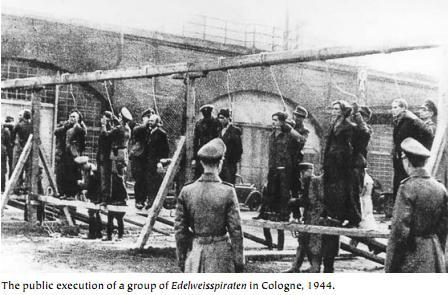 The public execution of a group of Edelweisspiraten in Cologne, 1944.